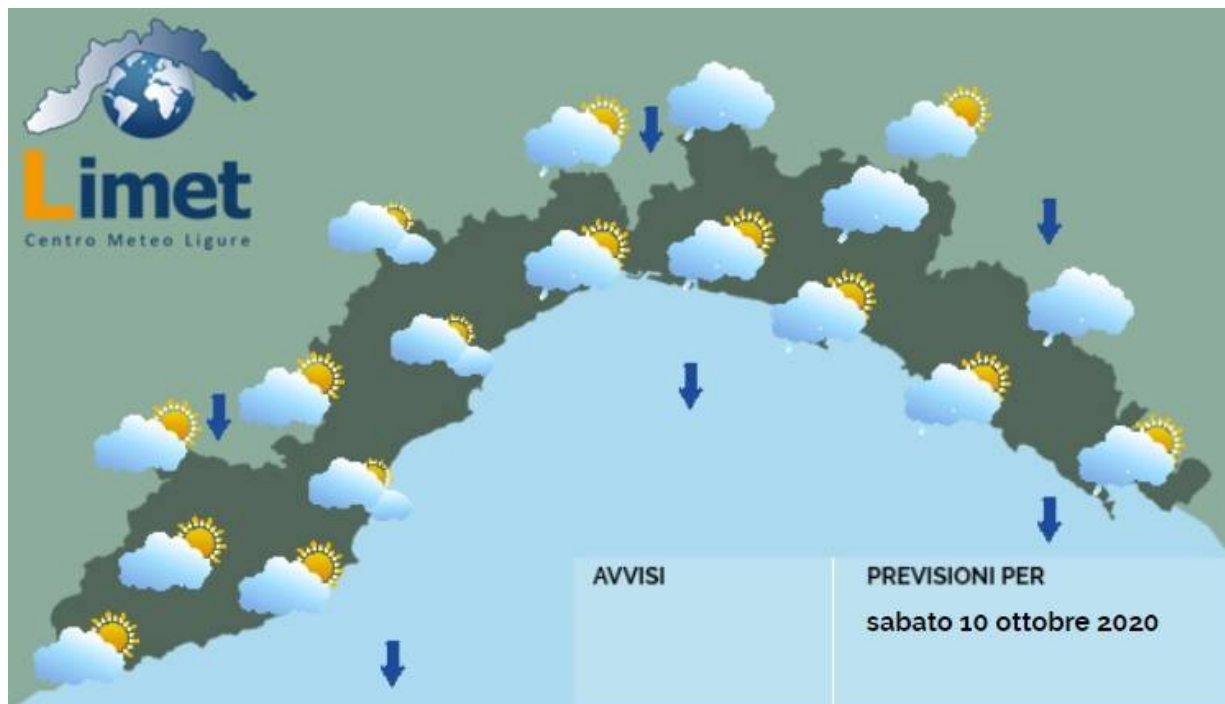 Limet
Centro Meteo Ligure
AVVISI
PREVISIONI PER
sabato 10 ottobre 2020